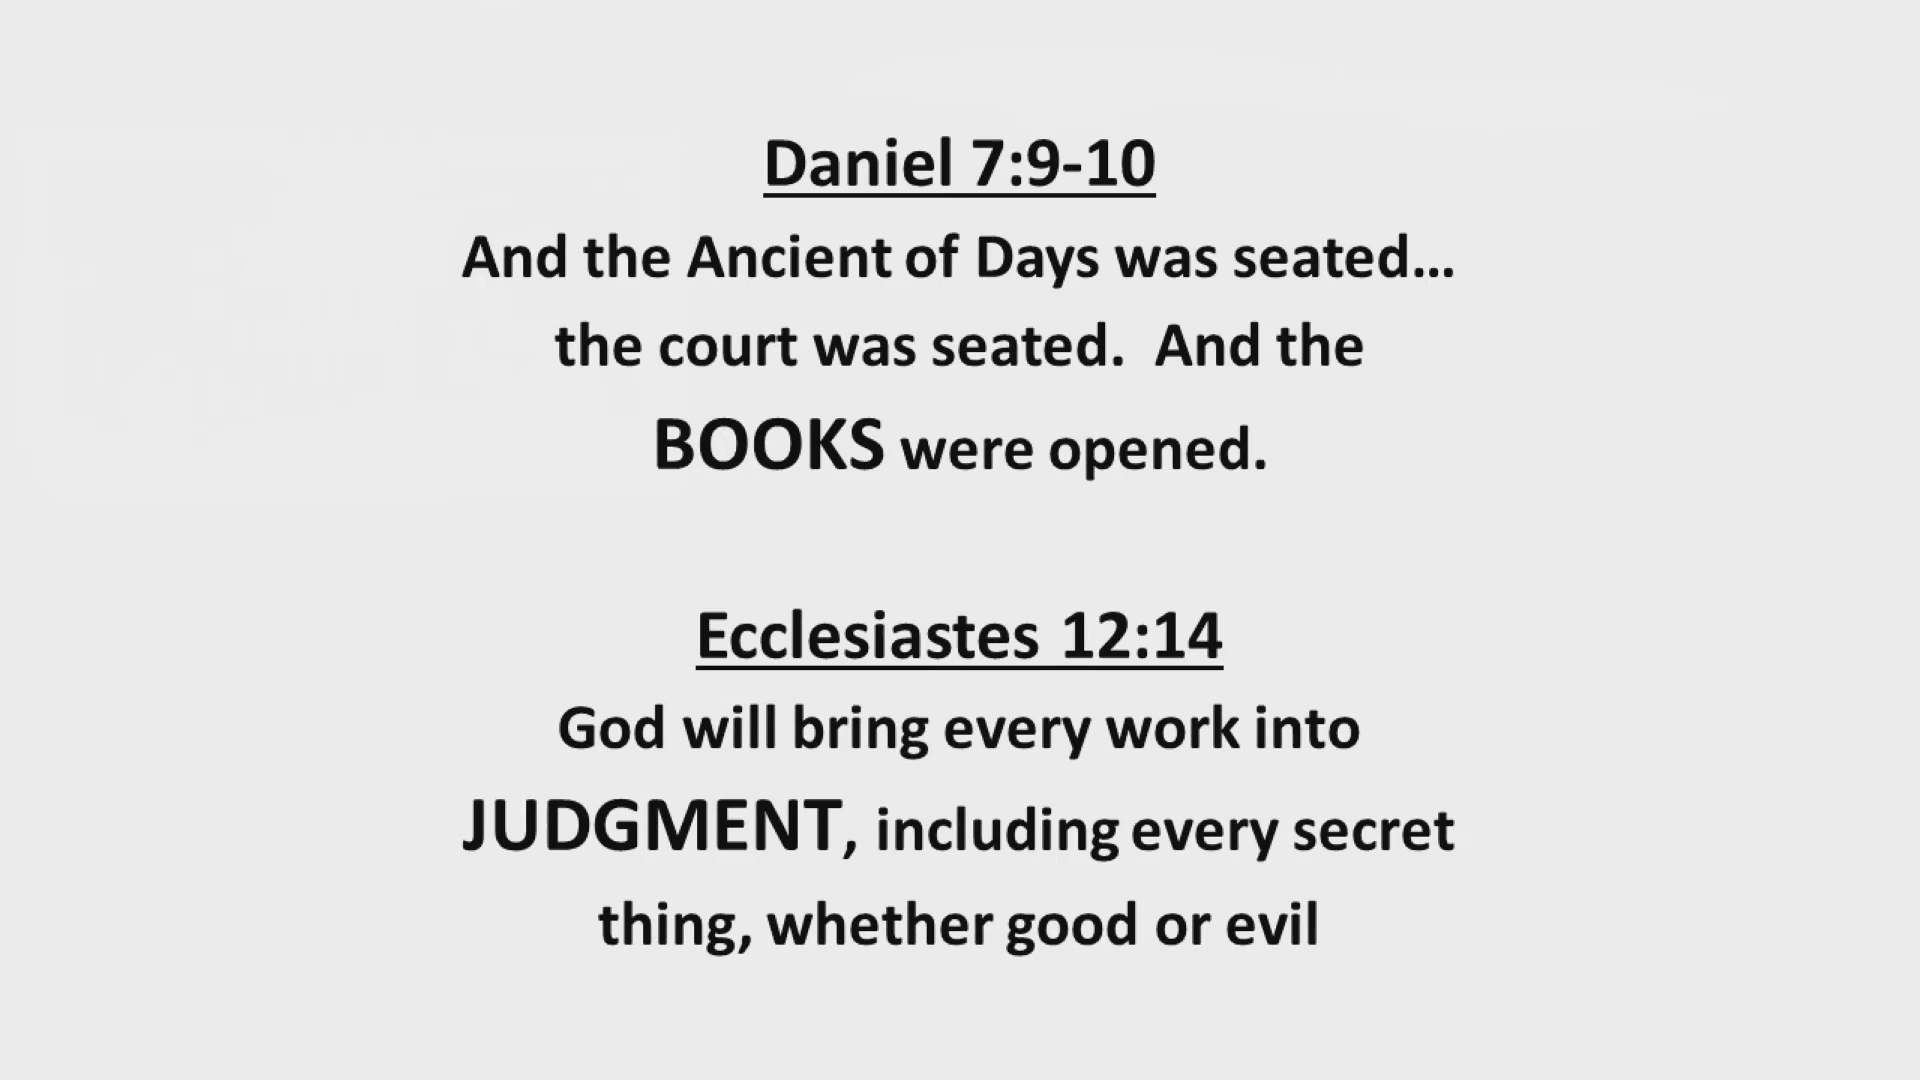 Daniel 7:9-10
And the Ancient of Days was seated...
the court was seated.  And the
BOOKS were opened.
Ecclesiastes 12:14
God will bring every work into
JUDGMENT, including every secret
thing, whether good or evil